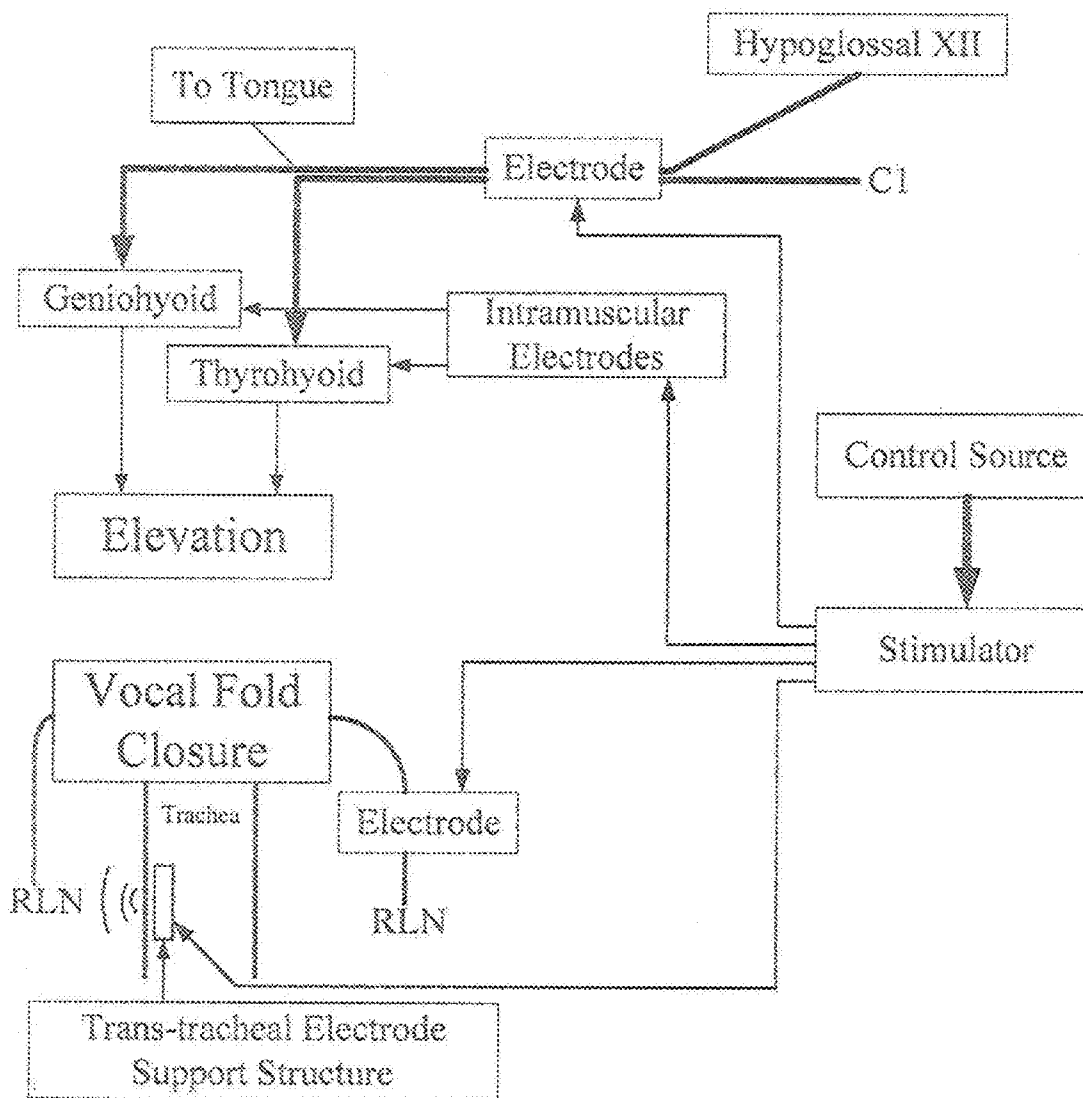 Hypoglossal XII
To Tongue
Electrode
C1
Geniohyoid
Intramuscular
Electrodes
Thyrohyoid
Control Source
Elevation
Stimulator
Vocal Fold
Closure
Trachea
Electrode
RLN
RLN
Trans-tracheal Electrode
Support Structure